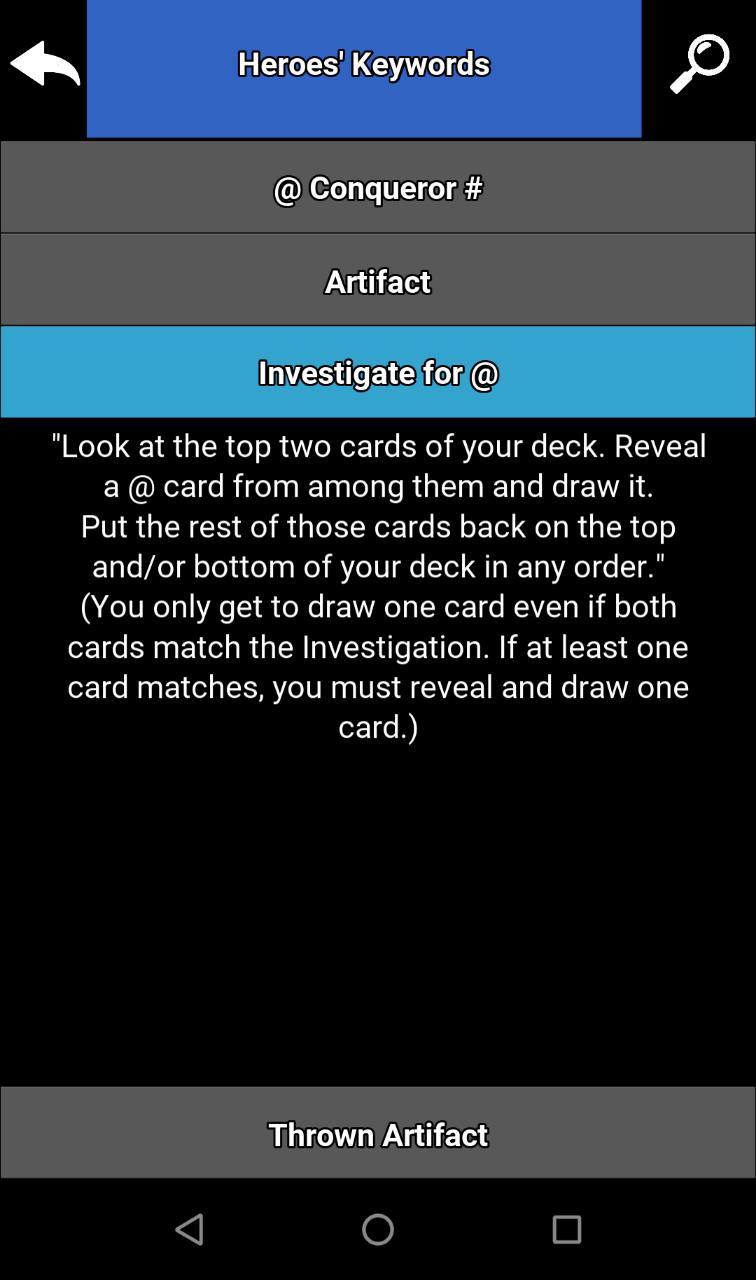 Heroes' Keywords
@ Conqueror #
Artifact
Investigate for @
"Look at the top two cards of your deck. Reveal
a @ card from among them and draw it.
Put the rest of those cards back on the top
and/or bottom of your deck in any order."
(You only get to draw one card even if both
cards match the Investigation. If at least one
card matches, you must reveal and draw one
card.)
Thrown Artifact